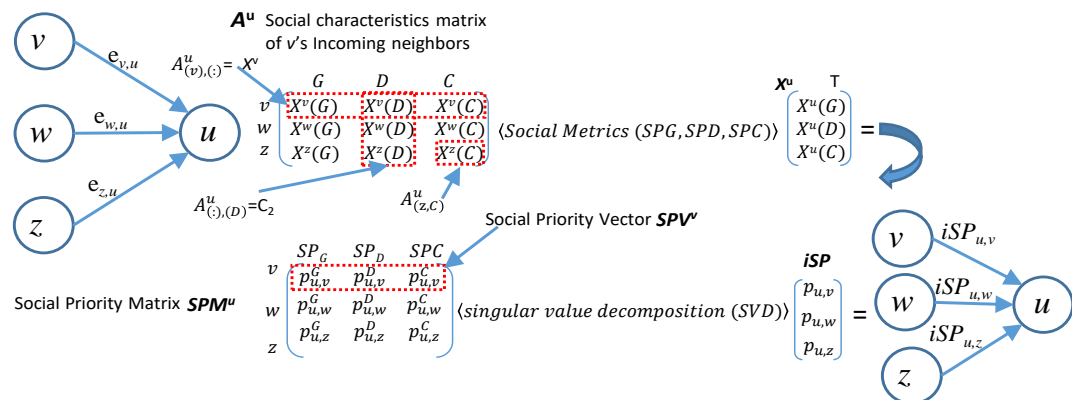 A^u Social characteristics matrix
of v's Incoming neighbors
v
e_{v,u}
w
e_{w,u}
u
z
e_{z,u}
A^u_{(v),(:)}= X^v
G D C
v X^v(G) X^v(D) X^v(C)
w X^w(G) X^w(D) X^w(C)
z X^z(G) X^z(D) X^z(C)
⟨Social Metrics (SPG, SPD, SPC)⟩
X^u T
X^u(G)
X^u(D)
X^u(C)
=
A^u_{(:),(D)}=C_2
A^u_{(z,C)}
Social Priority Vector SPV^v
Social Priority Matrix SPM^u
SP_G SP_D SPC
v p^G_{u,v} p^D_{u,v} p^C_{u,v}
w p^G_{u,w} p^D_{u,w} p^C_{u,w}
z p^G_{u,z} p^D_{u,z} p^C_{u,z}
⟨singular value decomposition (SVD)⟩
iSP
p_{u,v}
p_{u,w}
p_{u,z}
=
v
iSP_{u,v}
w
iSP_{u,w}
u
z
iSP_{u,z}